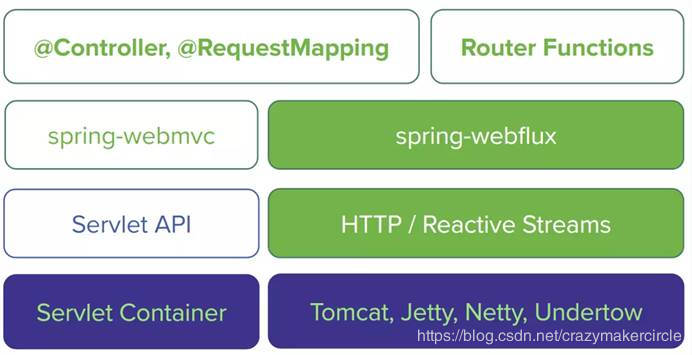 @Controller, @RequestMapping
Router Functions
spring-webmvc
spring-webflux
Servlet API
HTTP / Reactive Streams
Servlet Container
Tomcat, Jetty, Netty, Undertow
https://blog.csdn.net/crazymakercircle